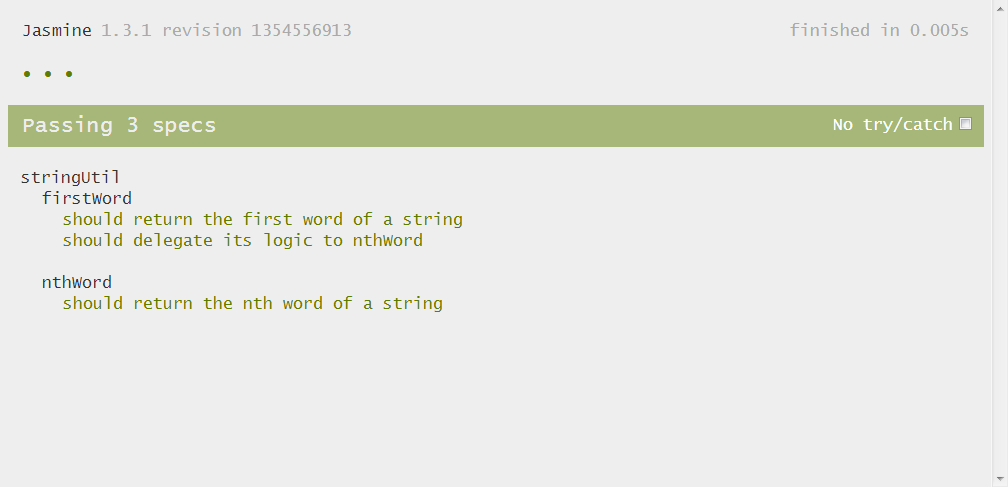 Jasmine 1.3.1 revision 1354556913 finished in 0.005s
• • •
Passing 3 specs No try/catch
stringUtil
firstWord
should return the first word of a string
should delegate its logic to nthWord
nthWord
should return the nth word of a string